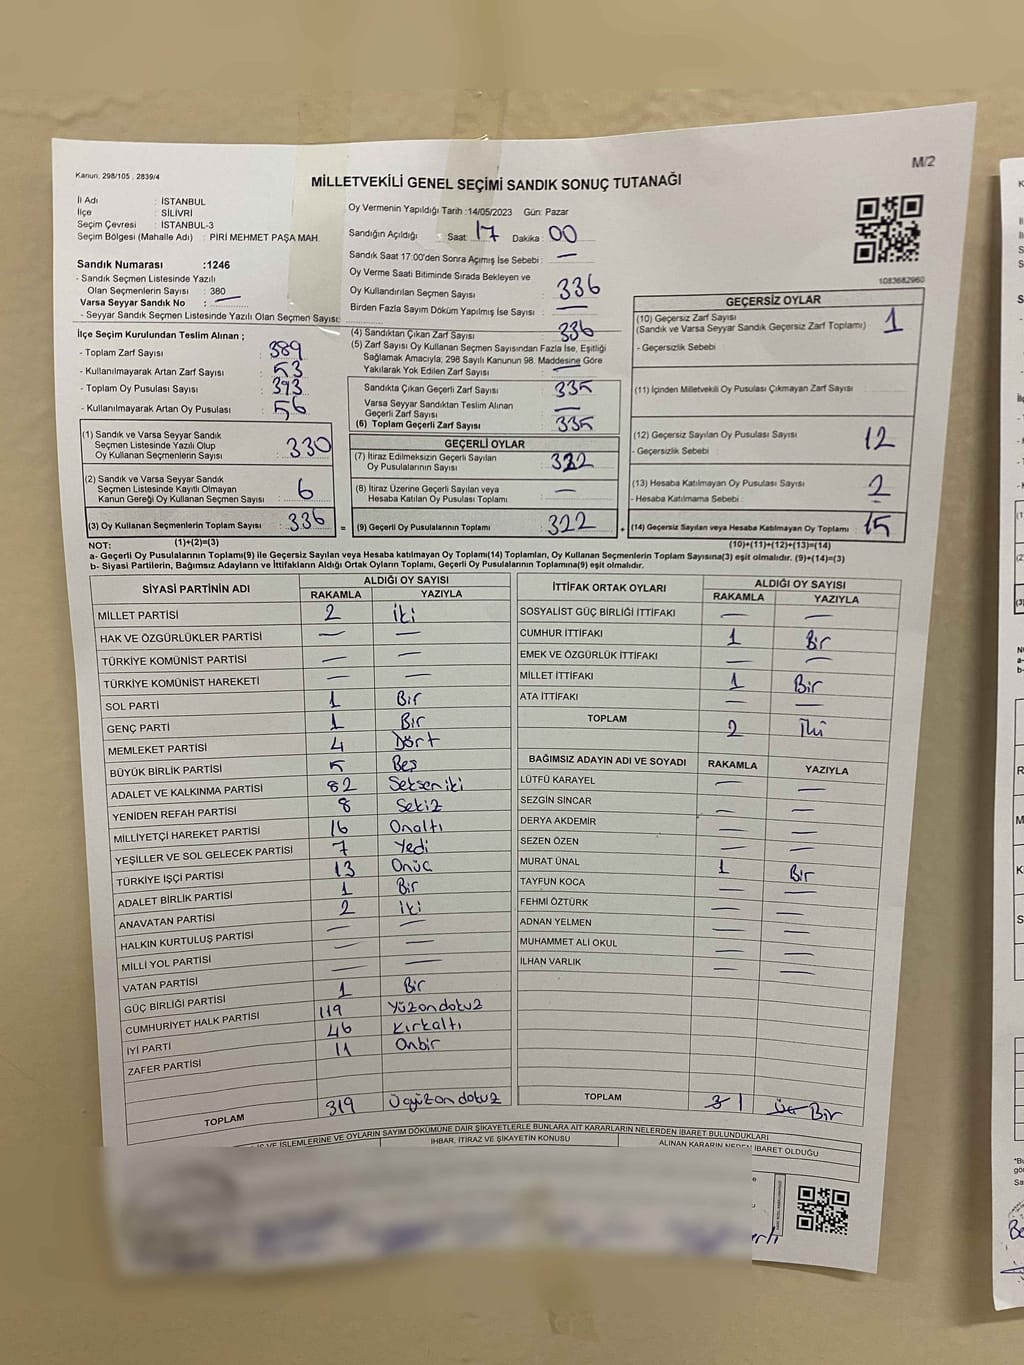 Kanun, 298/105 , 2839/4
M/2
MİLLETVEKİLİ GENEL SEÇİMİ SANDIK SONUÇ TUTANAĞI
İl Adı : İSTANBUL
İlçe : SİLİVRİ
Seçim Çevresi : İSTANBUL-3
Seçim Bölgesi (Mahalle Adı) : PİRİ MEHMET PAŞA MAH.
Sandık Numarası :1246
- Sandık Seçmen Listesinde Yazılı
Olan Seçmenlerin Sayısı : 380
Varsa Seyyar Sandık No : —
- Seyyar Sandık Seçmen Listesinde Yazılı Olan Seçmen Sayısı:
İlçe Seçim Kurulundan Teslim Alınan ;
- Toplam Zarf Sayısı : 389
- Kullanılmayarak Artan Zarf Sayısı : 53
- Toplam Oy Pusulası Sayısı : 393
- Kullanılmayarak Artan Oy Pusulası : 56
Oy Vermenin Yapıldığı Tarih :14/05/2023 Gün: Pazar
Sandığın Açıldığı Saat: 17 Dakika : 00
Sandık Saat 17:00'den Sonra Açımış İse Sebebi : —
Oy Verme Saati Bitiminde Sırada Bekleyen ve
Oy Kullandırılan Seçmen Sayısı : 336
Birden Fazla Sayım Döküm Yapılmış İse Sayısı : —
(4) Sandıktan Çıkan Zarf Sayısı : 336
(5) Zarf Sayısı Oy Kullanan Seçmen Sayısından Fazla İse, Eşitliği
Sağlamak Amacıyla; 298 Sayılı Kanunun 98. Maddesine Göre
Yakılarak Yok Edilen Zarf Sayısı : —
Sandıkta Çıkan Geçerli Zarf Sayısı : 335
Varsa Seyyar Sandıktan Teslim Alınan
Geçerli Zarf Sayısı : —
(6) Toplam Geçerli Zarf Sayısı : 335
1083682960
GEÇERSİZ OYLAR
(10) Geçersiz Zarf Sayısı : 1
(Sandık ve Varsa Seyyar Sandık Geçersiz Zarf Toplamı)
- Geçersizlik Sebebi :
(11) İçinden Milletvekili Oy Pusulası Çıkmayan Zarf Sayısı :
(12) Geçersiz Sayılan Oy Pusulası Sayısı : 12
- Geçersizlik Sebebi :
(13) Hesaba Katılmayan Oy Pusulası Sayısı : 2
- Hesaba Katılmama Sebebi : —
(14) Geçersiz Sayılan veya Hesaba Katılmayan Oy Toplamı : 15
(10)+(11)+(12)+(13)=(14)
(1) Sandık ve Varsa Seyyar Sandık
Seçmen Listesinde Yazılı Olup
Oy Kullanan Seçmenlerin Sayısı : 330
(2) Sandık ve Varsa Seyyar Sandık
Seçmen Listesinde Kayıtlı Olmayan
Kanun Gereği Oy Kullanan Seçmen Sayısı : 6
(3) Oy Kullanan Seçmenlerin Toplam Sayısı : 336 =
(1)+(2)=(3)
GEÇERLİ OYLAR
(7) İtiraz Edilmeksizin Geçerli Sayılan
Oy Pusulalarının Sayısı : 322
(8) İtiraz Üzerine Geçerli Sayılan veya
Hesaba Katılan Oy Pusulası Toplamı : —
(9) Geçerli Oy Pusulalarının Toplamı : 322 +
NOT:
a- Geçerli Oy Pusulalarının Toplamı(9) ile Geçersiz Sayılan veya Hesaba katılmayan Oy Toplamı(14) Toplamları, Oy Kullanan Seçmenlerin Toplam Sayısına(3) eşit olmalıdır. (9)+(14)=(3)
b- Siyasi Partilerin, Bağımsız Adayların ve İttifakların Aldığı Ortak Oyların Toplamı, Geçerli Oy Pusulalarının Toplamına(9) eşit olmalıdır.
SİYASİ PARTİNİN ADI ALDIĞI OY SAYISI
RAKAMLA YAZIYLA
MİLLET PARTİSİ 2 iki
HAK VE ÖZGÜRLÜKLER PARTİSİ — —
TÜRKİYE KOMÜNİST PARTİSİ — —
TÜRKİYE KOMÜNİST HAREKETİ — —
SOL PARTİ 1 Bir
GENÇ PARTİ 1 Bir
MEMLEKET PARTİSİ 4 Dört
BÜYÜK BİRLİK PARTİSİ 5 Beş
ADALET VE KALKINMA PARTİSİ 82 Seksen iki
YENİDEN REFAH PARTİSİ 8 Sekiz
MİLLİYETÇİ HAREKET PARTİSİ 16 Onaltı
YEŞİLLER VE SOL GELECEK PARTİSİ 7 Yedi
TÜRKİYE İŞÇİ PARTİSİ 13 Onüç
ADALET BİRLİK PARTİSİ 1 Bir
ANAVATAN PARTİSİ 2 iki
HALKIN KURTULUŞ PARTİSİ — —
MİLLİ YOL PARTİSİ — —
VATAN PARTİSİ — —
GÜÇ BİRLİĞİ PARTİSİ 1 Bir
CUMHURİYET HALK PARTİSİ 119 Yüzondokuz
İYİ PARTİ 46 Kırkaltı
ZAFER PARTİSİ 11 Onbir
TOPLAM 319 Üçyüzondokuz
İTTİFAK ORTAK OYLARI ALDIĞI OY SAYISI
RAKAMLA YAZIYLA
SOSYALİST GÜÇ BİRLİĞİ İTTİFAKI — —
CUMHUR İTTİFAKI 1 Bir
EMEK VE ÖZGÜRLÜK İTTİFAKI — —
MİLLET İTTİFAKI 1 Bir
ATA İTTİFAKI — —
TOPLAM 2 İki
BAĞIMSIZ ADAYIN ADI VE SOYADI RAKAMLA YAZIYLA
LÜTFÜ KARAYEL — —
SEZGİN SİNCAR — —
DERYA AKDEMİR — —
SEZEN ÖZEN — —
MURAT ÜNAL 1 Bir
TAYFUN KOCA — —
FEHMİ ÖZTÜRK — —
ADNAN YELMEN — —
MUHAMMET ALİ OKUL — —
İLHAN VARLIK — —
TOPLAM 3 1 Üç Bir
VE İŞLEMLERİNE VE OYLARIN SAYIM DÖKÜMÜNE DAİR ŞİKAYETLERLE BUNLARA AİT KARARLARIN NELERDEN İBARET BULUNDUKLARI
İHBAR, İTİRAZ VE ŞİKAYETİN KONUSU
ALINAN KARARIN NEDEN İBARET OLDUĞU